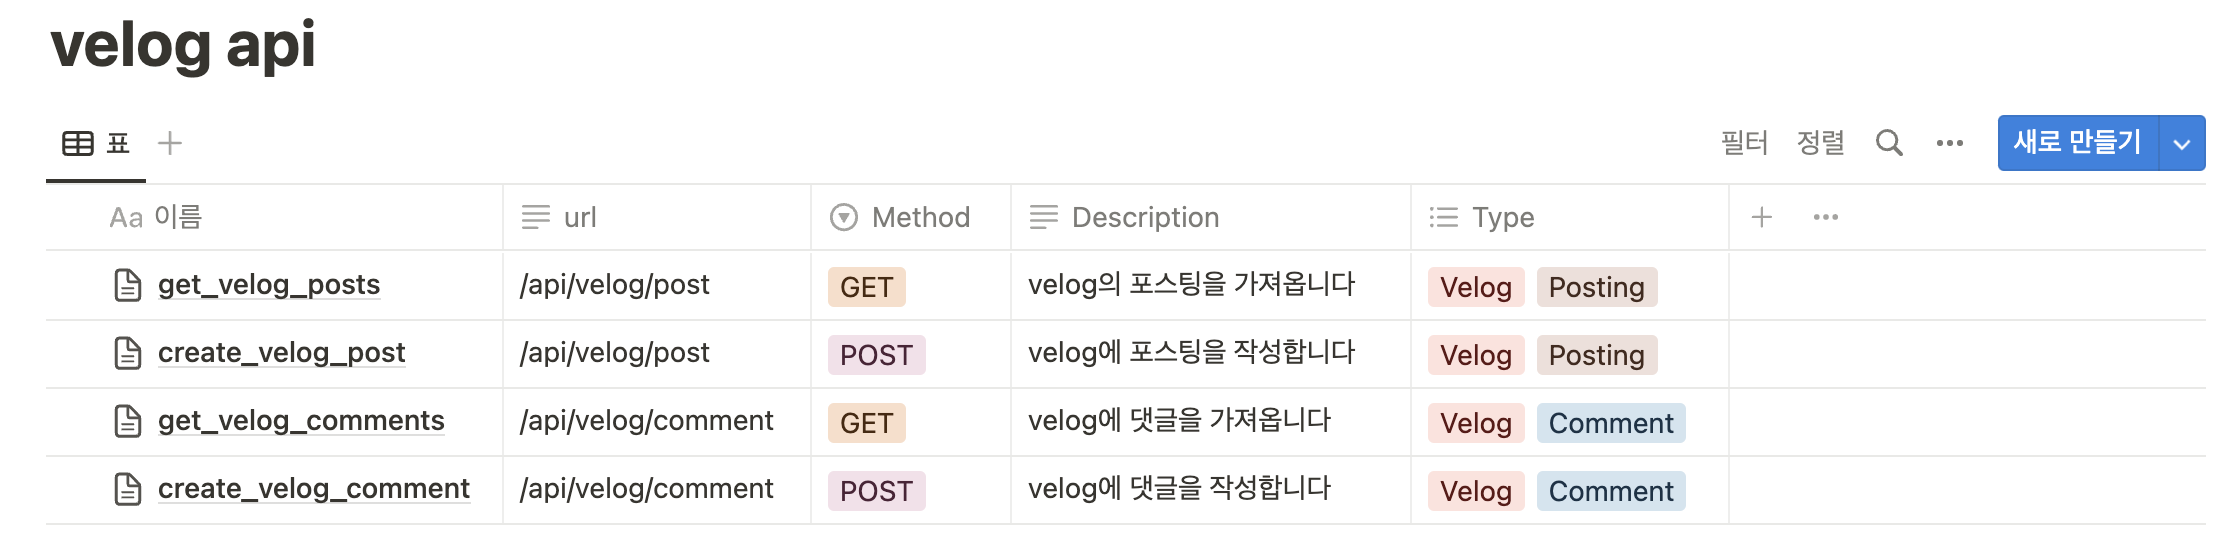 velog api
표
필터 정렬 새로 만들기
Aa 이름 url Method Description Type
get_velog_posts /api/velog/post GET velog의 포스팅을 가져옵니다 Velog Posting
create_velog_post /api/velog/post POST velog에 포스팅을 작성합니다 Velog Posting
get_velog_comments /api/velog/comment GET velog에 댓글을 가져옵니다 Velog Comment
create_velog_comment /api/velog/comment POST velog에 댓글을 작성합니다 Velog Comment